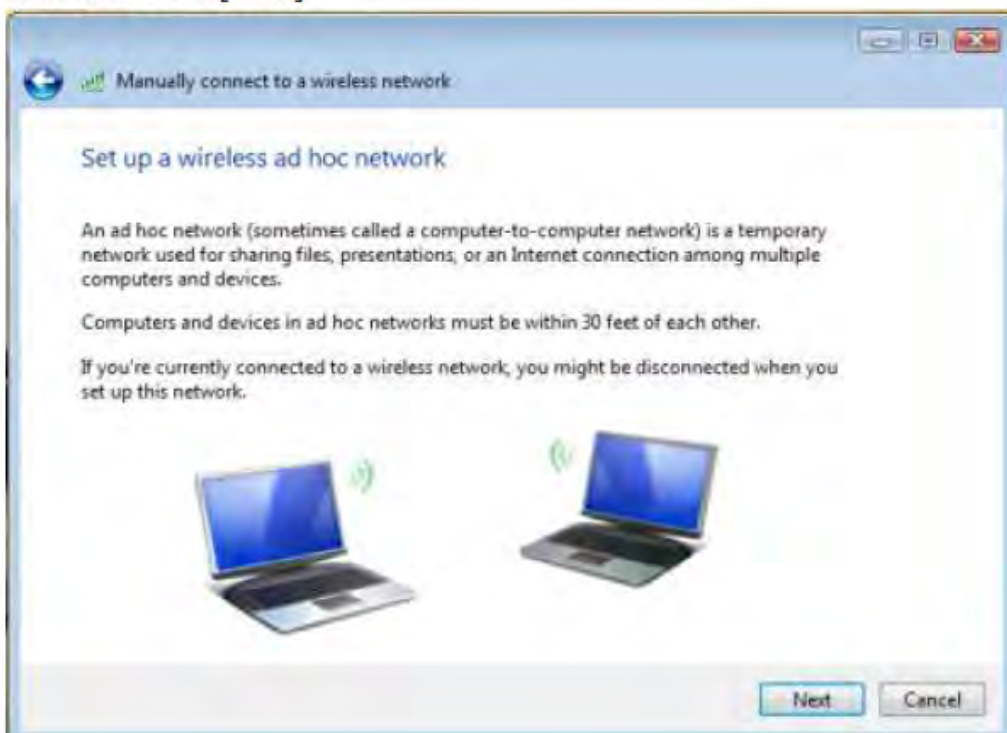 Manually connect to a wireless network
Set up a wireless ad hoc network
An ad hoc network (sometimes called a computer-to-computer network) is a temporary
network used for sharing files, presentations, or an Internet connection among multiple
computers and devices.
Computers and devices in ad hoc networks must be within 30 feet of each other.
If you're currently connected to a wireless network, you might be disconnected when you
set up this network.
Next Cancel